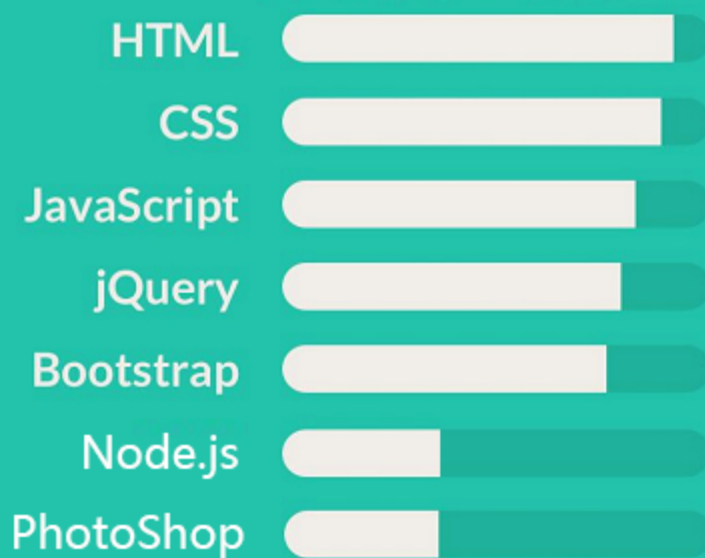 HTML
CSS
JavaScript
jQuery
Bootstrap
Node.js
PhotoShop